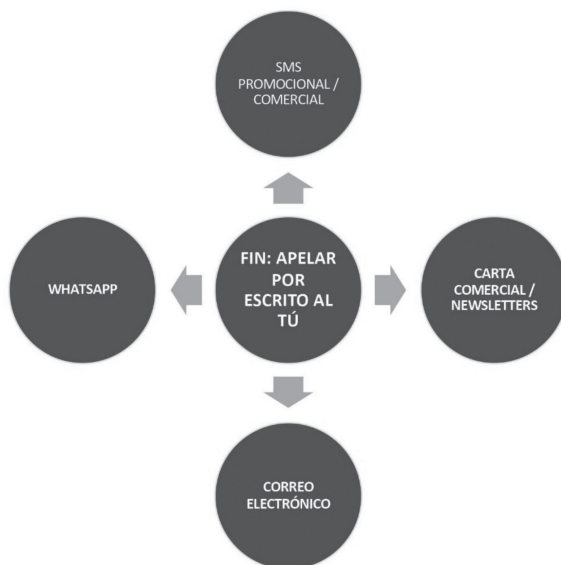 SMS
PROMOCIONAL /
COMERCIAL
WHATSAPP
FIN: APELAR
POR
ESCRITO AL
TÚ
CARTA
COMERCIAL /
NEWSLETTERS
CORREO
ELECTRÓNICO